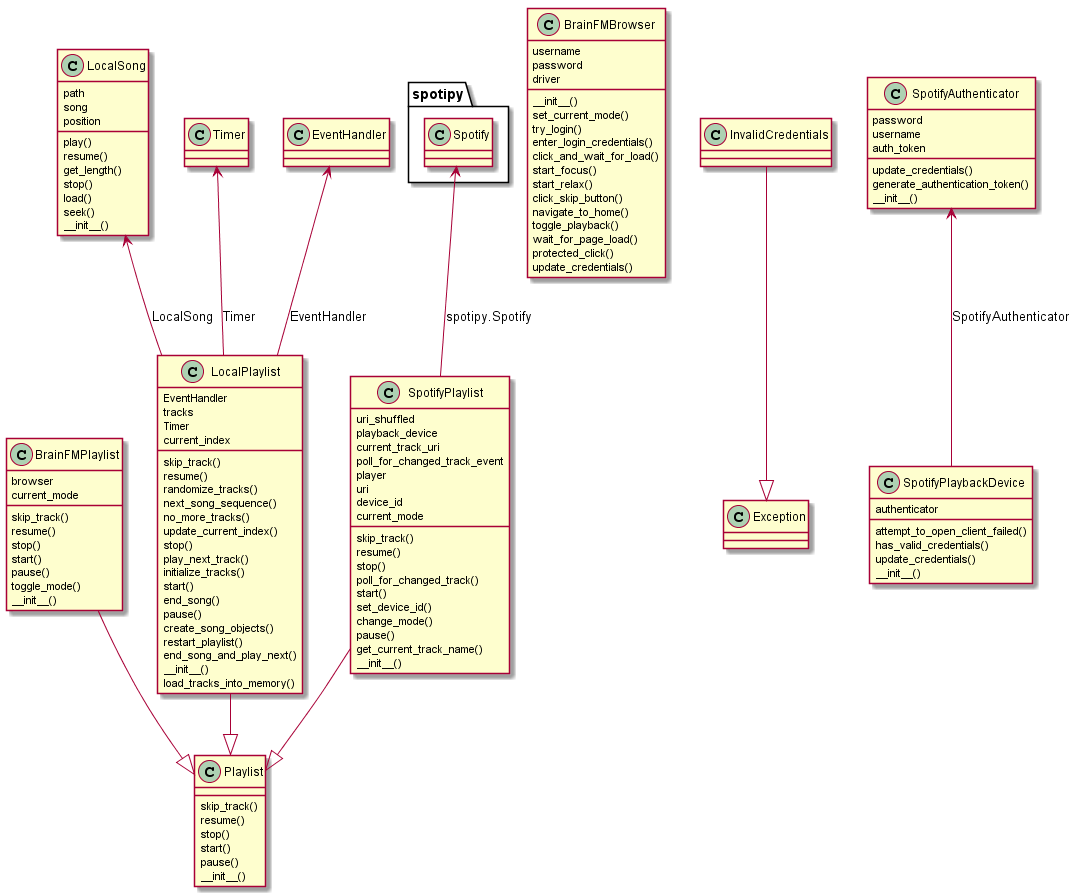 C LocalSong
path
song
position
play()
resume()
get_length()
stop()
load()
seek()
__init__()
C Timer
C EventHandler
spotipy
C Spotify
C BrainFMBrowser
username
password
driver
__init__()
set_current_mode()
try_login()
enter_login_credentials()
click_and_wait_for_load()
start_focus()
start_relax()
click_skip_button()
navigate_to_home()
toggle_playback()
wait_for_page_load()
protected_click()
update_credentials()
C InvalidCredentials
C SpotifyAuthenticator
password
username
auth_token
update_credentials()
generate_authentication_token()
__init__()
LocalSong
Timer
EventHandler
spotipy.Spotify
SpotifyAuthenticator
C BrainFMPlaylist
browser
current_mode
skip_track()
resume()
stop()
start()
pause()
toggle_mode()
__init__()
C LocalPlaylist
EventHandler
tracks
Timer
current_index
skip_track()
resume()
randomize_tracks()
next_song_sequence()
no_more_tracks()
update_current_index()
stop()
play_next_track()
initialize_tracks()
start()
end_song()
pause()
create_song_objects()
restart_playlist()
end_song_and_play_next()
__init__()
load_tracks_into_memory()
C SpotifyPlaylist
uri_shuffled
playback_device
current_track_uri
poll_for_changed_track_event
player
uri
device_id
current_mode
skip_track()
resume()
stop()
poll_for_changed_track()
start()
set_device_id()
change_mode()
pause()
get_current_track_name()
__init__()
C Exception
C SpotifyPlaybackDevice
authenticator
attempt_to_open_client_failed()
has_valid_credentials()
update_credentials()
__init__()
C Playlist
skip_track()
resume()
stop()
start()
pause()
__init__()